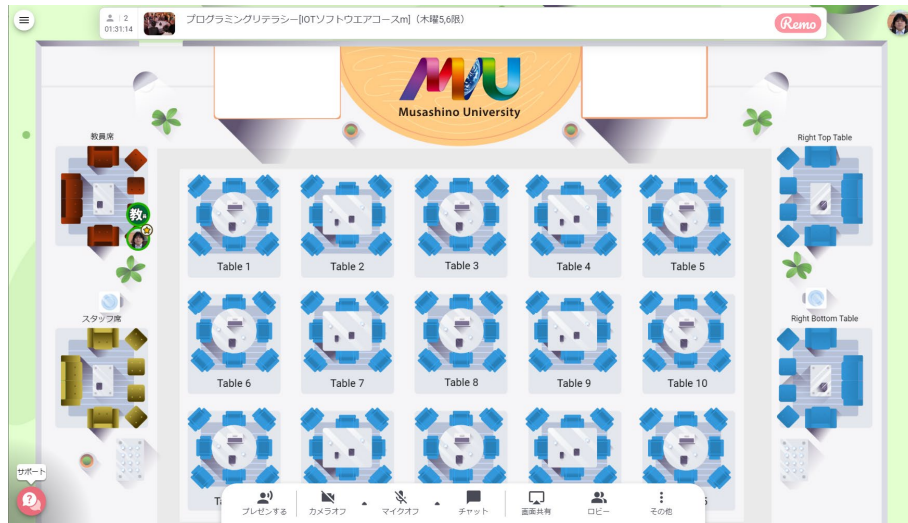 2
01:31:14
プログラミングリテラシー[IOTソフトウエアコースm]（木曜5,6限）
Remo
MU
Musashino University
教員席
Right Top Table
教員
Table 1
Table 2
Table 3
Table 4
Table 5
スタッフ席
Right Bottom Table
Table 6
Table 7
Table 8
Table 9
Table 10
サポート
プレゼンする
カメラオフ
マイクオフ
チャット
画面共有
ロビー
その他